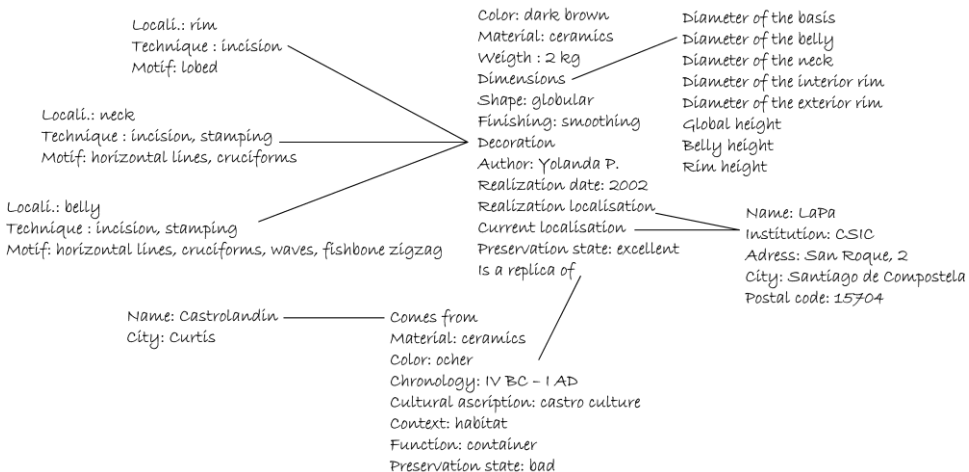 Locali.: rim
Technique : incision
Motif: lobed
Locali.: neck
Technique : incision, stamping
Motif: horizontal lines, cruciforms
Locali.: belly
Technique : incision, stamping
Motif: horizontal lines, cruciforms, waves, fishbone zigzag
Color: dark brown
Material: ceramics
Weigth : 2 kg
Dimensions
Shape: globular
Finishing: smoothing
Decoration
Author: Yolanda P.
Realization date: 2002
Realization localisation
Current localisation
Preservation state: excellent
Is a replica of
Diameter of the basis
Diameter of the belly
Diameter of the neck
Diameter of the interior rim
Diameter of the exterior rim
Global height
Belly height
Rim height
Name: LaPa
Institution: CSIC
Adress: San Roque, 2
City: Santiago de Compostela
Postal code: 15704
Name: Castrolandin
City: Curtis
Comes from
Material: ceramics
Color: ocher
Chronology: IV BC – I AD
Cultural ascription: castro culture
Context: habitat
Function: container
Preservation state: bad